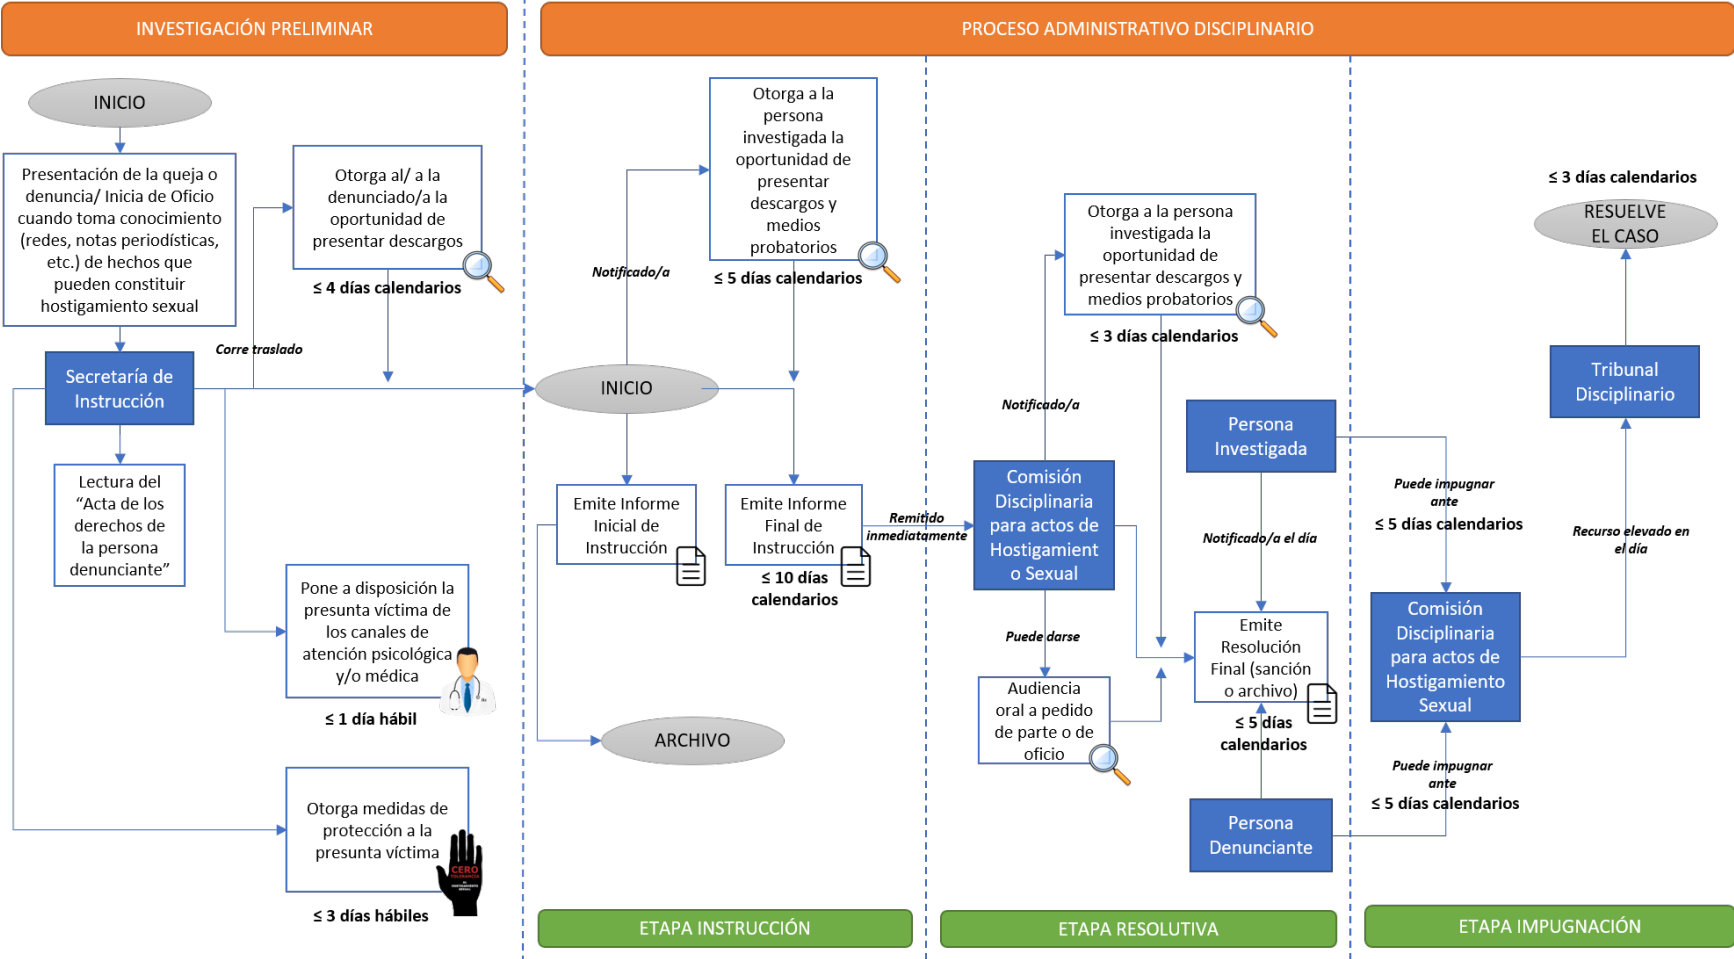 INVESTIGACIÓN PRELIMINAR
PROCESO ADMINISTRATIVO DISCIPLINARIO
INICIO
Presentación de la queja o
denuncia/ Inicia de Oficio
cuando toma conocimiento
(redes, notas periodísticas,
etc.) de hechos que
pueden constituir
hostigamiento sexual
Otorga al/ a la
denunciado/a la
oportunidad de
presentar descargos
≤ 4 días calendarios
Corre traslado
Secretaría de
Instrucción
Lectura del
“Acta de los
derechos de
la persona
denunciante”
Pone a disposición la
presunta víctima de
los canales de
atención psicológica
y/o médica
≤ 1 día hábil
Otorga medidas de
protección a la
presunta víctima
CERO
≤ 3 días hábiles
Otorga a la
persona
investigada la
oportunidad de
presentar
descargos y
medios
probatorios
≤ 5 días calendarios
Notificado/a
INICIO
Emite Informe
Inicial de
Instrucción
Emite Informe
Final de
Instrucción
≤ 10 días
calendarios
Remitido
inmediatamente
ARCHIVO
ETAPA INSTRUCCIÓN
Otorga a la persona
investigada la
oportunidad de
presentar descargos y
medios probatorios
≤ 3 días calendarios
Notificado/a
Comisión
Disciplinaria
para actos de
Hostigamient
o Sexual
Puede darse
Audiencia
oral a pedido
de parte o de
oficio
Persona
Investigada
Notificado/a el día
Emite
Resolución
Final (sanción
o archivo)
≤ 5 días
calendarios
Persona
Denunciante
ETAPA RESOLUTIVA
≤ 3 días calendarios
RESUELVE
EL CASO
Tribunal
Disciplinario
Puede impugnar
ante
≤ 5 días calendarios
Recurso elevado en
el día
Comisión
Disciplinaria
para actos de
Hostigamiento
Sexual
Puede impugnar
ante
≤ 5 días calendarios
ETAPA IMPUGNACIÓN